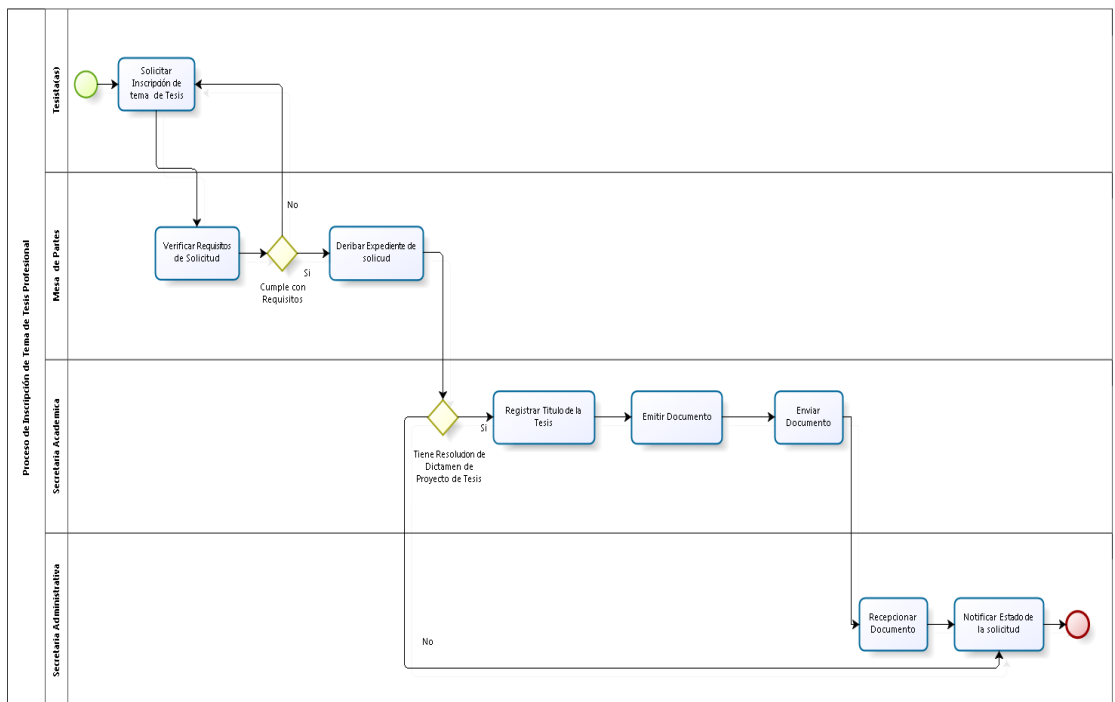 Proceso de Inscripción de Tema de Tesis Profesional
Tesista(as)
Solicitar
Inscripción de
tema de Tesis
Mesa de Partes
No
Verificar Requisitos
de Solicitud
Si
Cumple con
Requisitos
Deribar Expediente de
solicud
Secretaria Academica
Si
Tiene Resolucion de
Dictamen de
Proyecto de Tesis
Registrar Titulo de la
Tesis
Emitir Documento
Enviar
Documento
Secretaria Administrativa
No
Recepcionar
Documento
Notificar Estado de
la solicitud